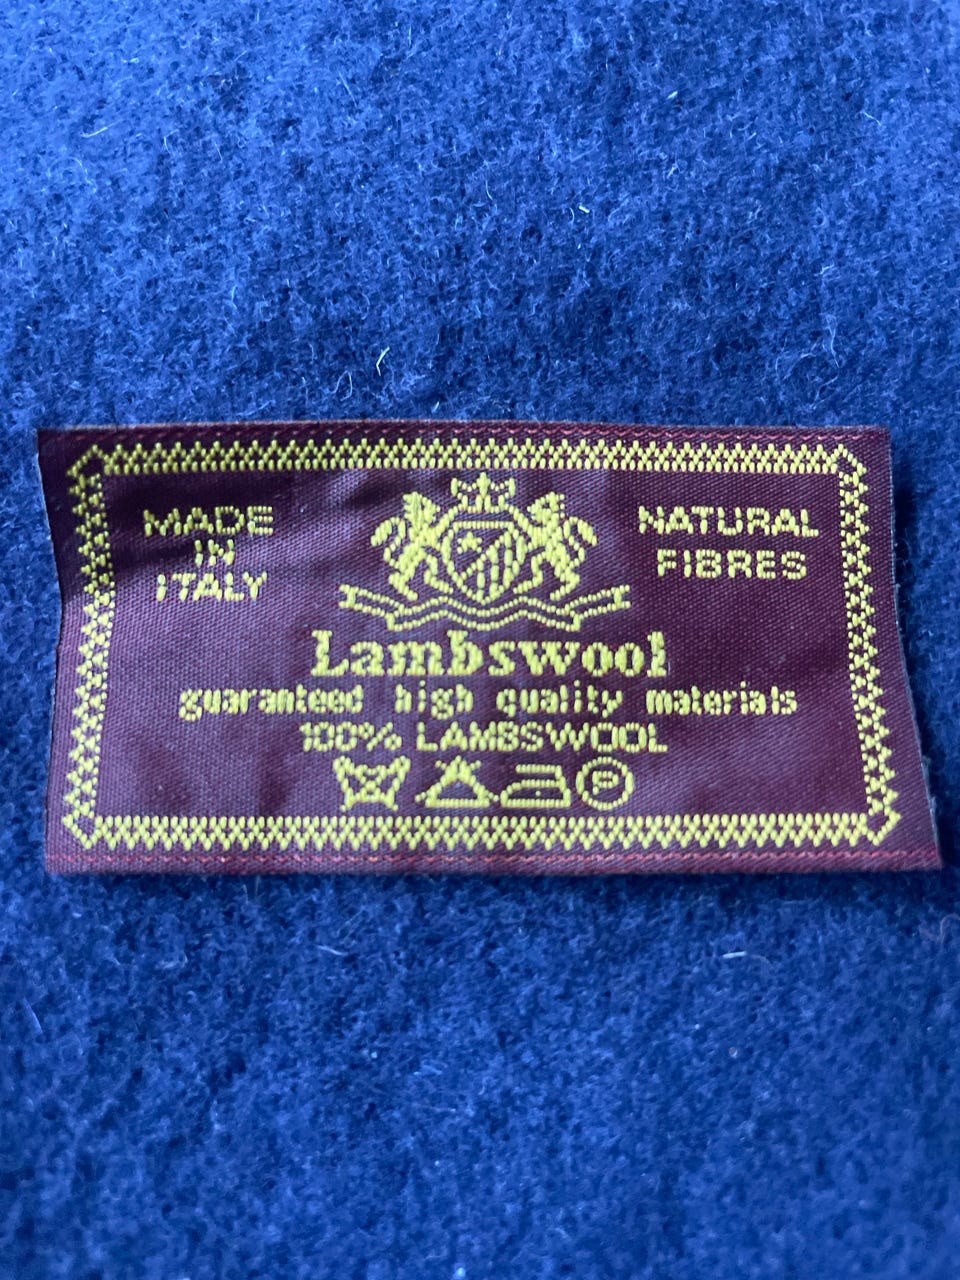 MADE
IN
ITALY
NATURAL
FIBRES
Lambswool
guaranteed high quality materials
100% LAMBSWOOL
P